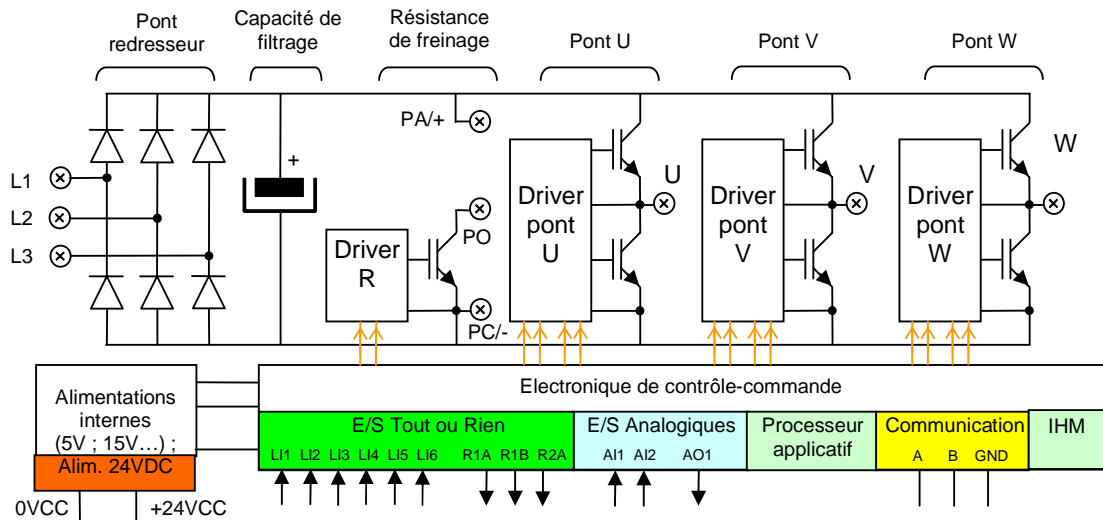 Pont
redresseur
Capacité de
filtrage
Résistance
de freinage
Pont U
Pont V
Pont W
PA/+
+
L1
L2
L3
PO
PC/-
Driver
R
Driver
pont
U
U
Driver
pont
V
V
Driver
pont
W
W
Alimentations
internes
(5V ; 15V...) ;
Alim. 24VDC
0VCC
+24VCC
Electronique de contrôle-commande
E/S Tout ou Rien
LI1 LI2 LI3 LI4 LI5 LI6 R1A R1B R2A
E/S Analogiques
AI1 AI2 AO1
Processeur
applicatif
Communication
A B GND
IHM